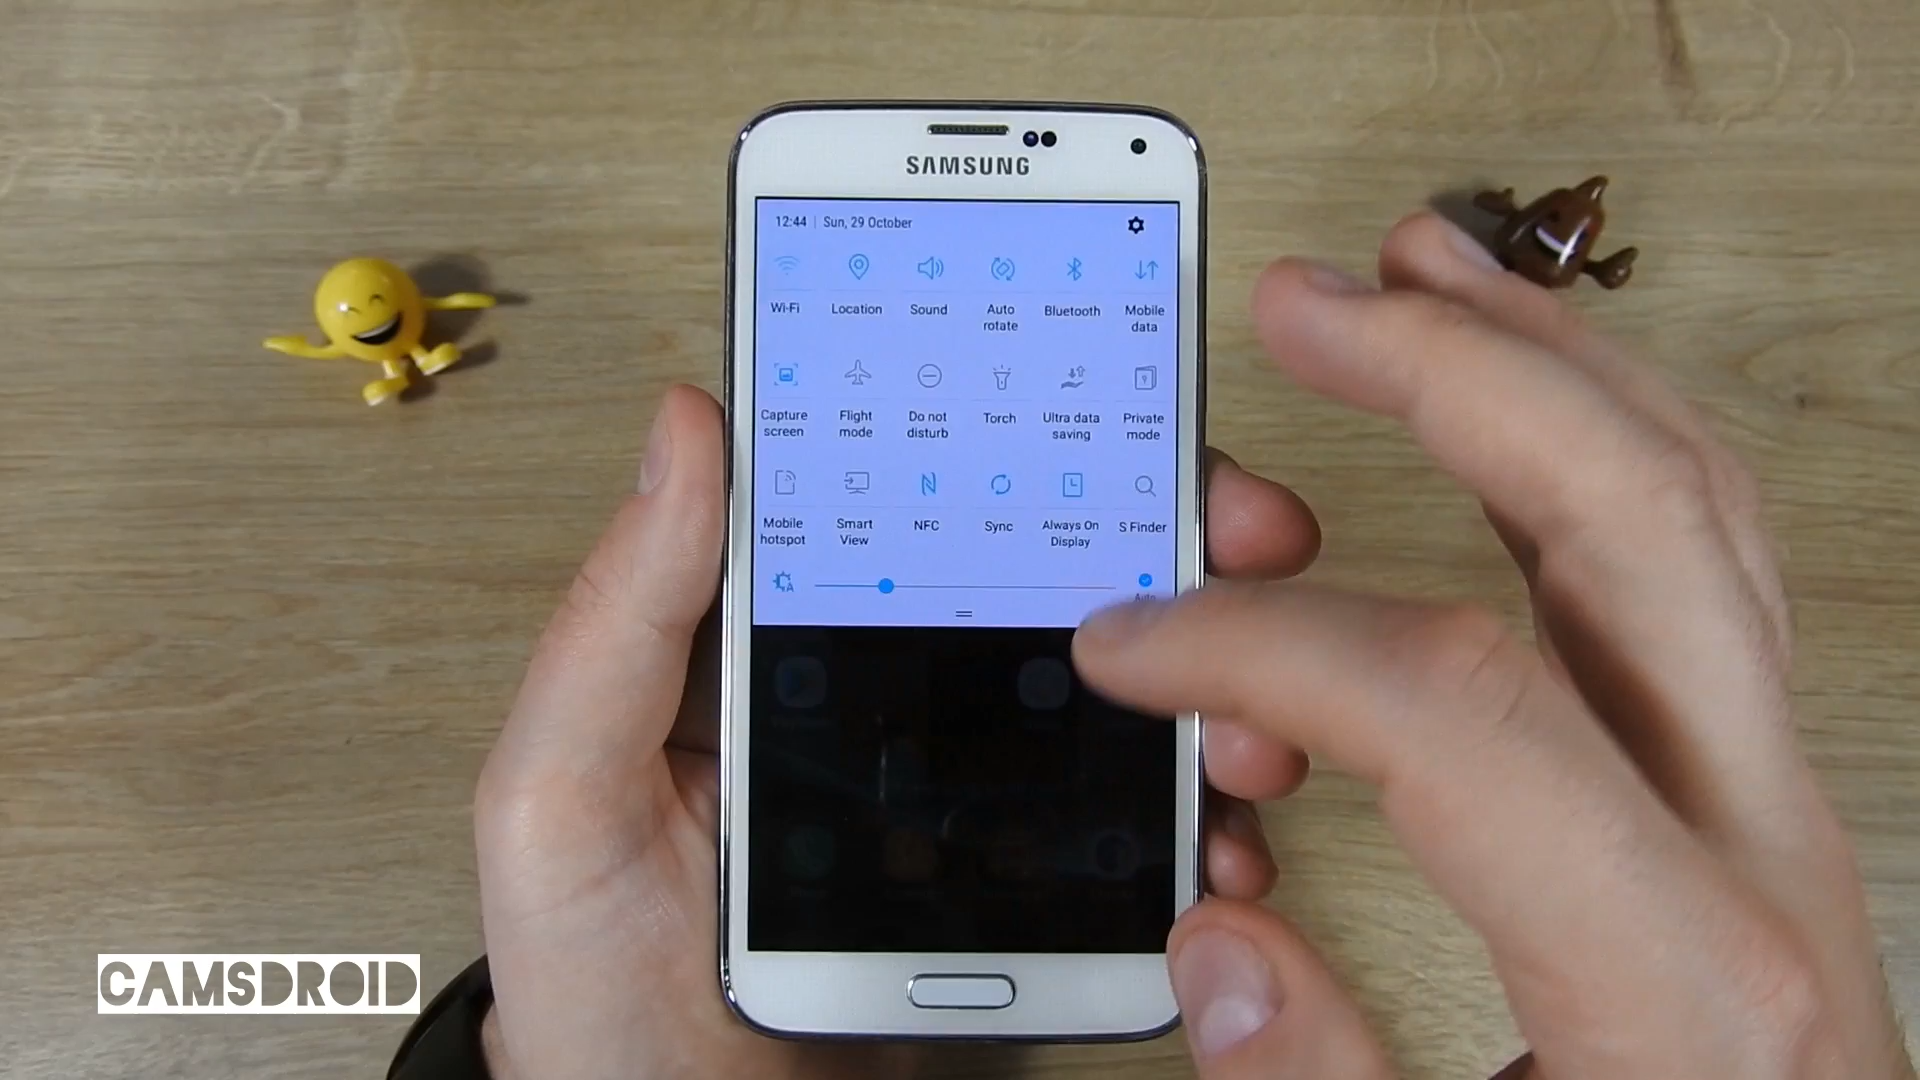 SAMSUNG
12:44 | Sun, 29 October
Wi-Fi
Location
Sound
Auto
rotate
Bluetooth
Mobile
data
Capture
screen
Flight
mode
Do not
disturb
Torch
Ultra data
saving
Private
mode
Mobile
hotspot
Smart
View
NFC
Sync
Always On
Display
S Finder
Auto
CAMSDROID